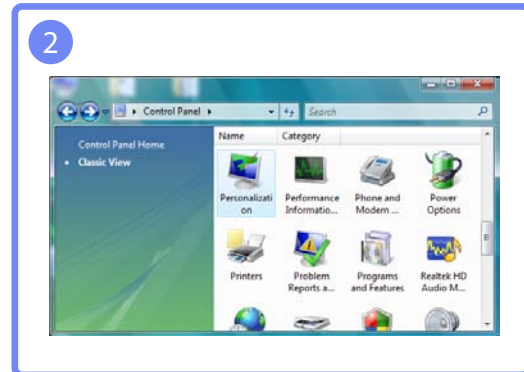 2
Control Panel
Search
Control Panel Home
Classic View
Name Category
Personalizati
on
Performance
Informatio...
Phone and
Modem ...
Power
Options
Printers
Problem
Reports a...
Programs
and Features
Realtek HD
Audio M...